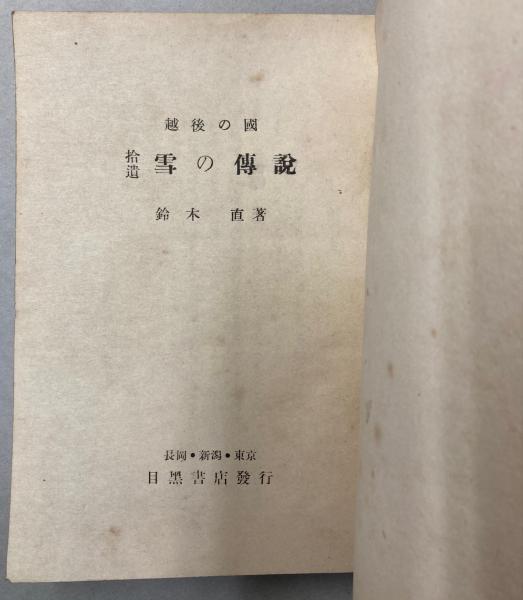 越後の國
拾遺 雪の傳說
鈴木 直著
長岡・新潟・東京
目黑書店發行